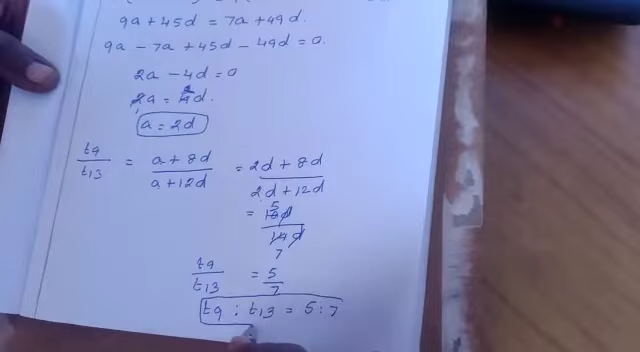 9a + 45d = 7a + 49d.
9a - 7a + 45d - 49d = 0.
2a - 4d = 0
2a = 4d. 2
a = 2d
t9/t13 = a + 8d/a + 12d = 2d + 8d/2d + 12d
= 10d/14d 5 7
t9/t13 = 5/7
t9 : t13 = 5 : 7